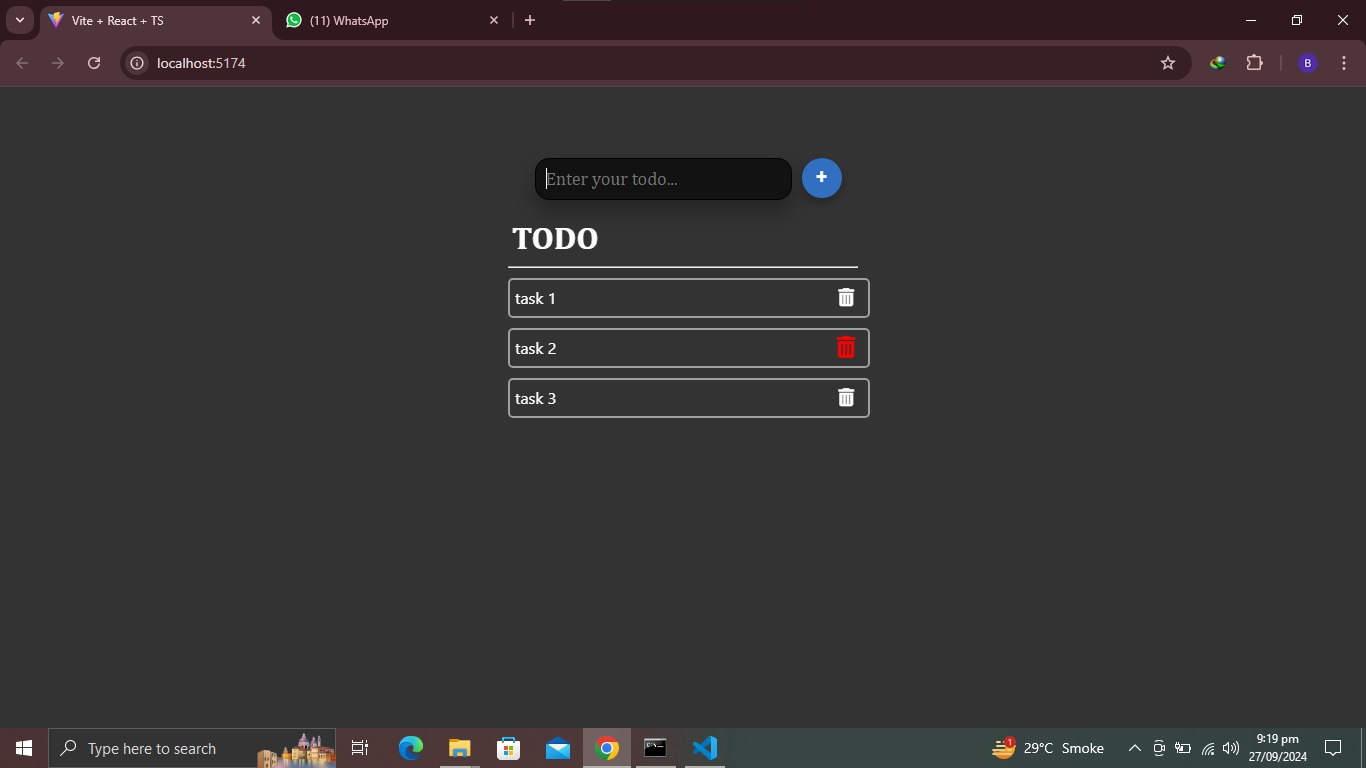 Vite + React + TS
(11) WhatsApp
localhost:5174
B
Enter your todo...
+
TODO
task 1
task 2
task 3
Type here to search
1
29°C Smoke
9:19 pm
27/09/2024